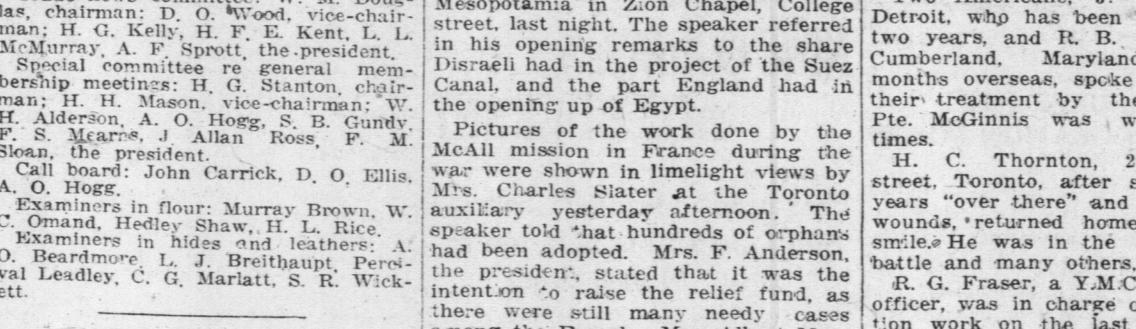 las, chairman: D. O. Wood, vice-chair-
man; H. G. Kelly, H. F. E. Kent, L. L.
McMurray, A. F. Sprott, the president.
Special committee re general mem-
bership meetings: H. G. Stanton, chair-
man; H. H. Mason, vice-chairman; W.
H. Alderson, A. O. Hogg, S. B. Gundy,
F. S. Mearns, J Allan Ross, F. M.
Sloan, the president.
Call board: John Carrick, D. O. Ellis,
A. O. Hogg.
Examiners in flour: Murray Brown, W.
C. Omand, Hedley Shaw, H. L. Rice.
Examiners in hides and leathers: A.
O. Beardmore, L. J. Breithaupt, Perci-
val Leadley, C. G. Marlatt, S. R. Wick-
ett.
Mesopotamia in Zion Chapel, College
street, last night. The speaker referred
in his opening remarks to the share
Disraeli had in the project of the Suez
Canal, and the part England had in
the opening up of Egypt.
Pictures of the work done by the
McAll mission in France during the
war were shown in limelight views by
Mrs. Charles Slater at the Toronto
auxiliary yesterday afternoon. The
speaker told that hundreds of orphans
had been adopted. Mrs. F. Anderson,
the president, stated that it was the
intention to raise the relief fund, as
there were still many needy cases
Detroit, who has been
two years, and R. B.
Cumberland, Maryland
months overseas, spoke
their treatment by the
Pte. McGinnis was w
times.
H. C. Thornton, 2
street, Toronto, after s
years "over there" and
wounds, returned home
smile. He was in the
battle and many others,
R. G. Fraser, a Y.M.C
officer, was in charge o
tion work on the last